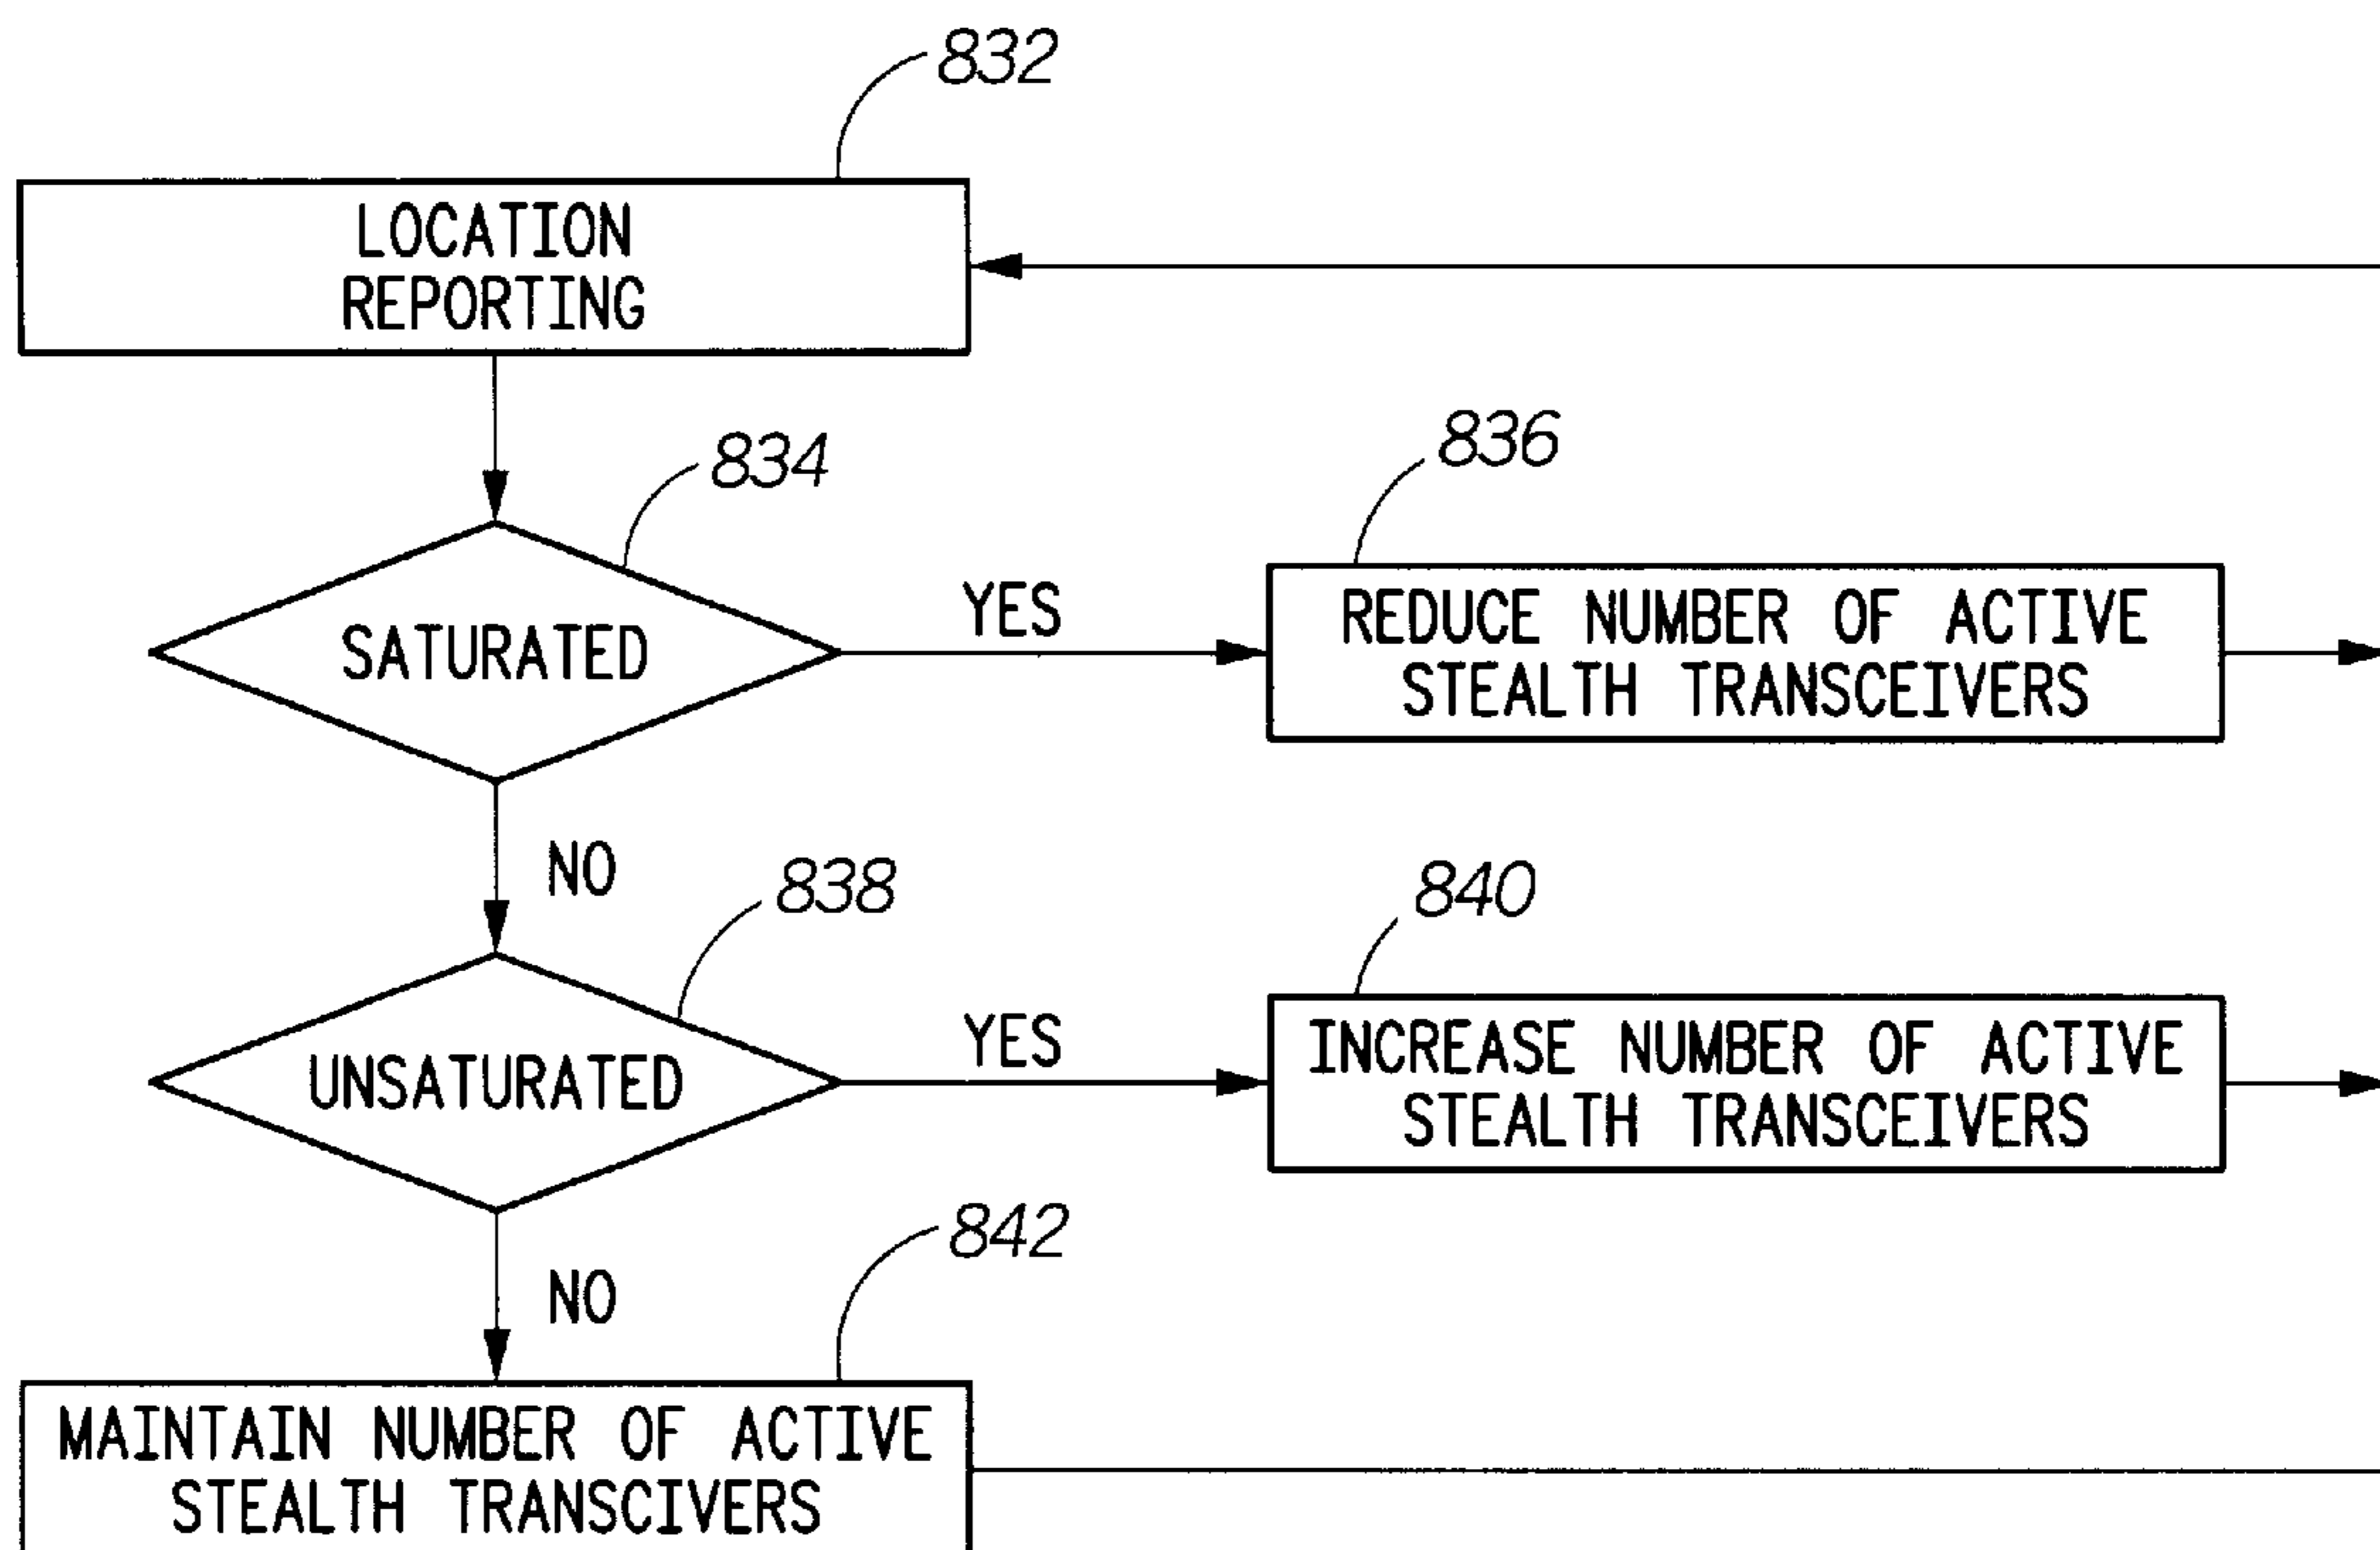 832
LOCATION
REPORTING
834
SATURATED
YES
836
REDUCE NUMBER OF ACTIVE
STEALTH TRANSCEIVERS
NO
838
UNSATURATED
YES
840
INCREASE NUMBER OF ACTIVE
STEALTH TRANSCEIVERS
NO
842
MAINTAIN NUMBER OF ACTIVE
STEALTH TRANSCIVERS